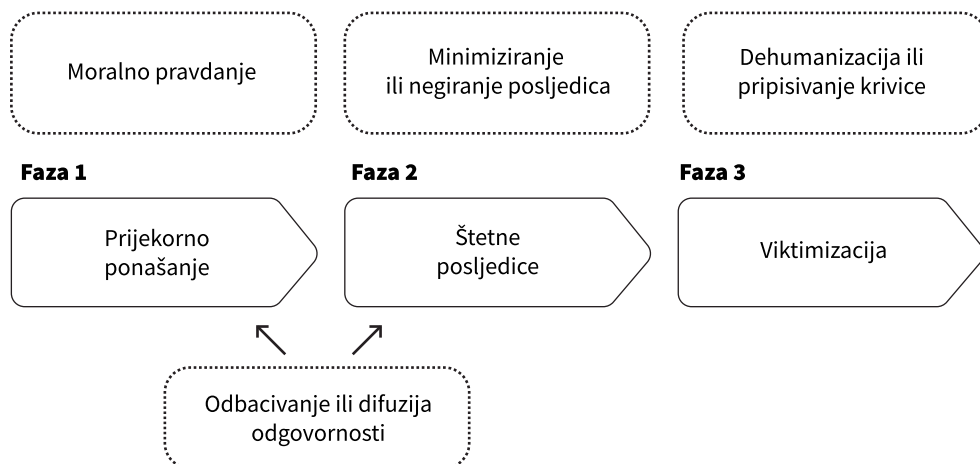 Moralno pravdanje
Minimiziranje
ili negiranje posljedica
Dehumanizacija ili
pripisivanje krivice
Faza 1
Faza 2
Faza 3
Prijekorno
ponašanje
Štetne
posljedice
Viktimizacija
Odbacivanje ili difuzija
odgovornosti